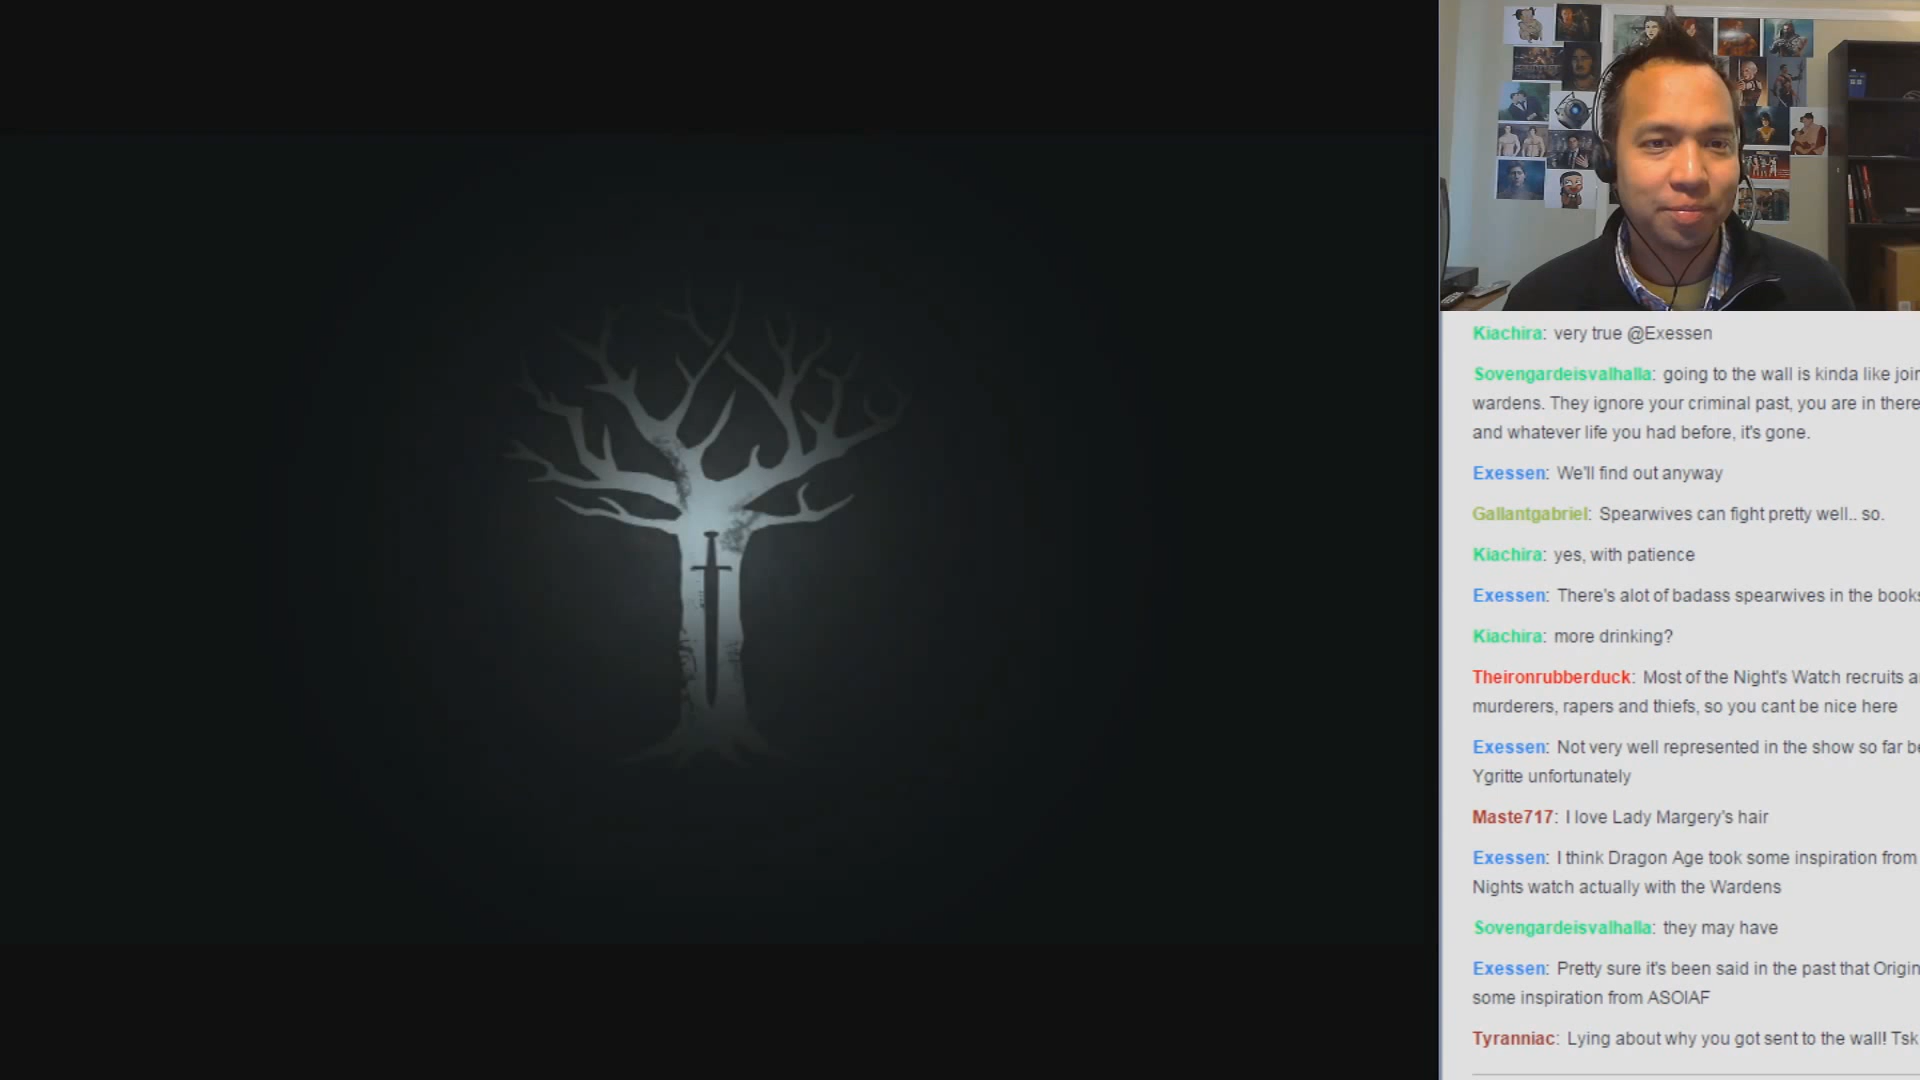 Kiachira: very true @Exessen
Sovengardeisvalhalla: going to the wall is kinda like
wardens. They ignore your criminal past, you are in there
and whatever life you had before, it's gone.
Exessen: We'll find out anyway
Gallantgabriel: Spearwives can fight pretty well.. so.
Kiachira: yes, with patience
Exessen: There's alot of badass spearwives in the books
Kiachira: more drinking?
Theironrubberduck: Most of the Night's Watch recruits
murderers, rapers and thiefs, so you cant be nice here
Exessen: Not very well represented in the show so far
Ygritte unfortunately
Maste717: I love Lady Margery's hair
Exessen: I think Dragon Age took some inspiration from
Nights watch actually with the Wardens
Sovengardeisvalhalla: they may have
Exessen: Pretty sure it's been said in the past that
some inspiration from ASOIAF
Tyranniac: Lying about why you got sent to the wall! Tsk